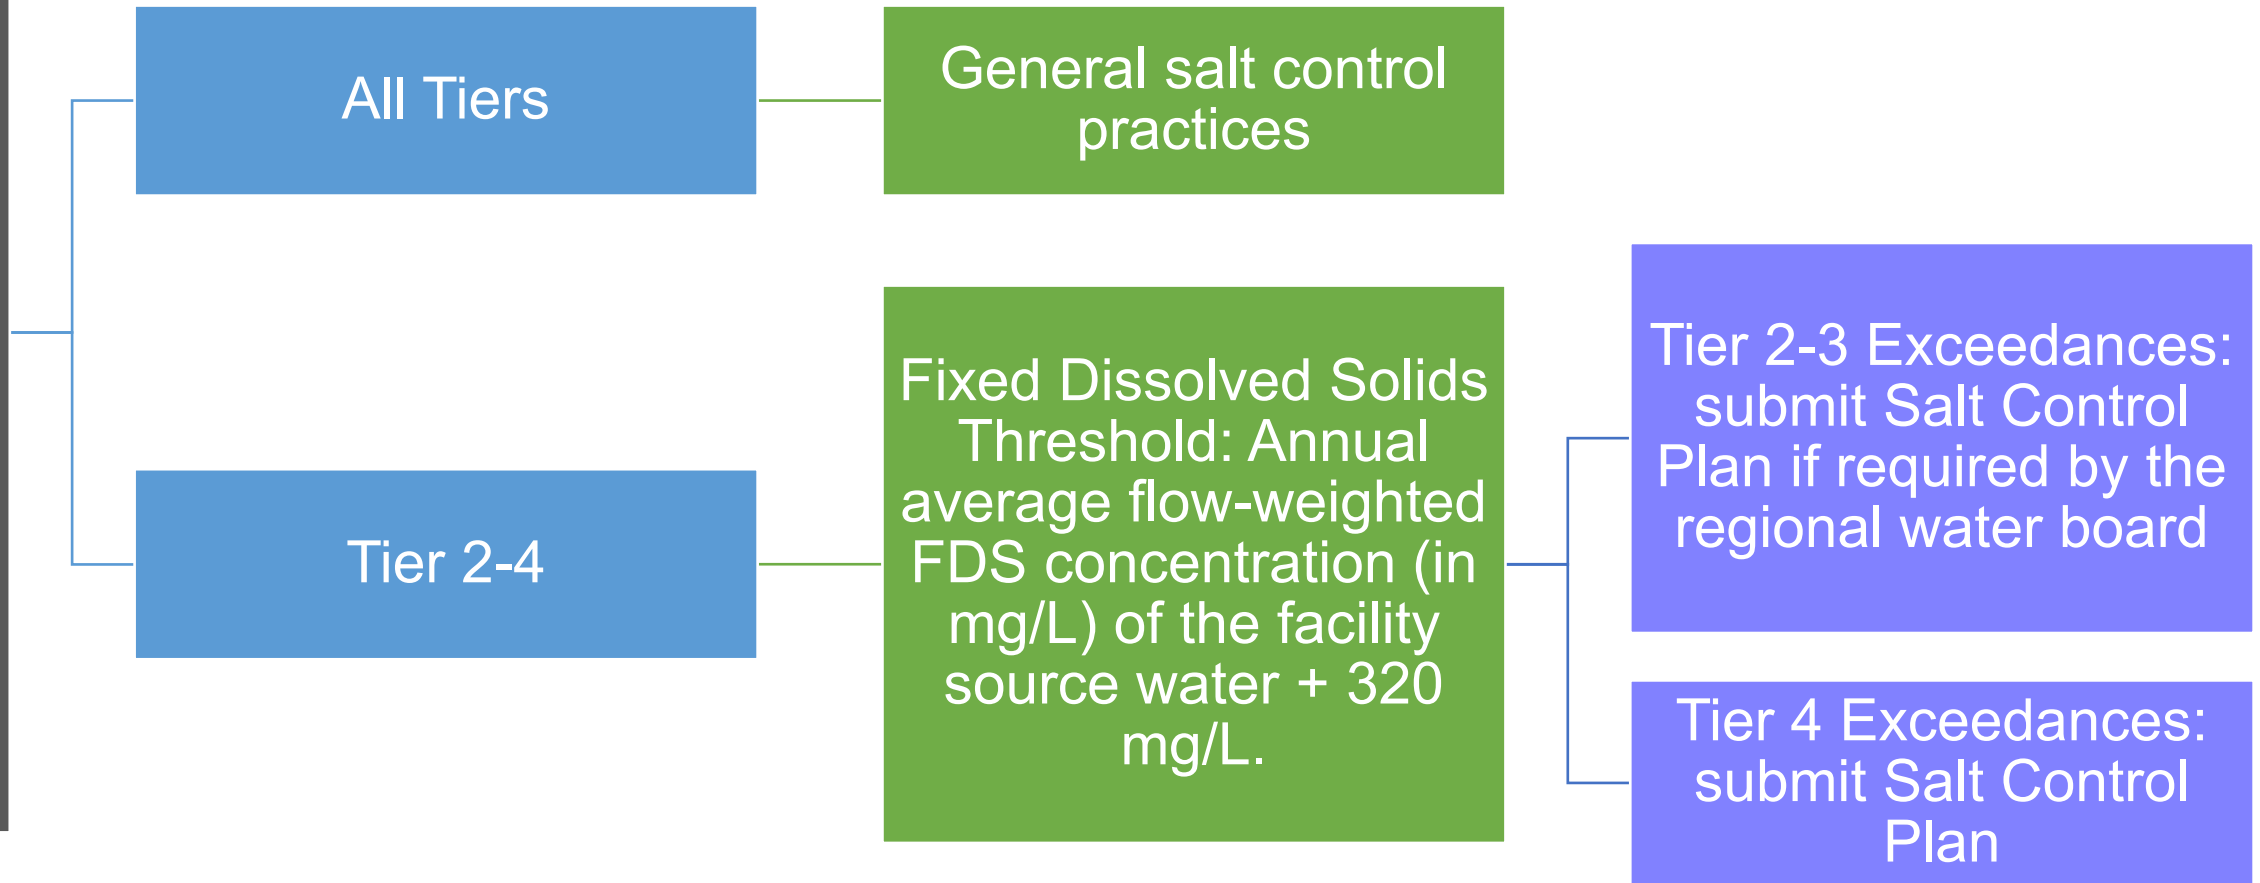 All Tiers
General salt control
practices
Tier 2-4
Fixed Dissolved Solids
Threshold: Annual
average flow-weighted
FDS concentration (in
mg/L) of the facility
source water + 320
mg/L.
Tier 2-3 Exceedances:
submit Salt Control
Plan if required by the
regional water board
Tier 4 Exceedances:
submit Salt Control
Plan